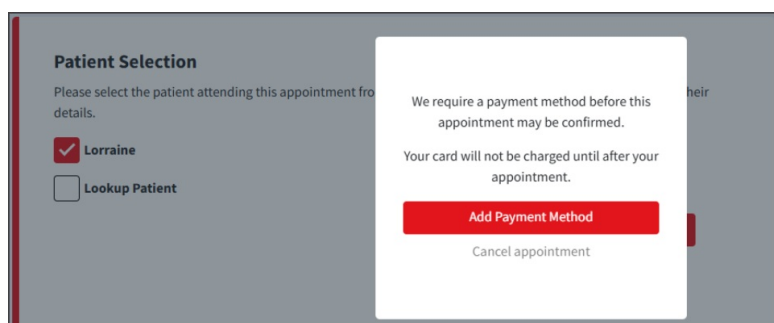 Patient Selection
Please select the patient attending this appointment fro
heir
details.
Lorraine
Lookup Patient
We require a payment method before this
appointment may be confirmed.
Your card will not be charged until after your
appointment.
Add Payment Method
Cancel appointment